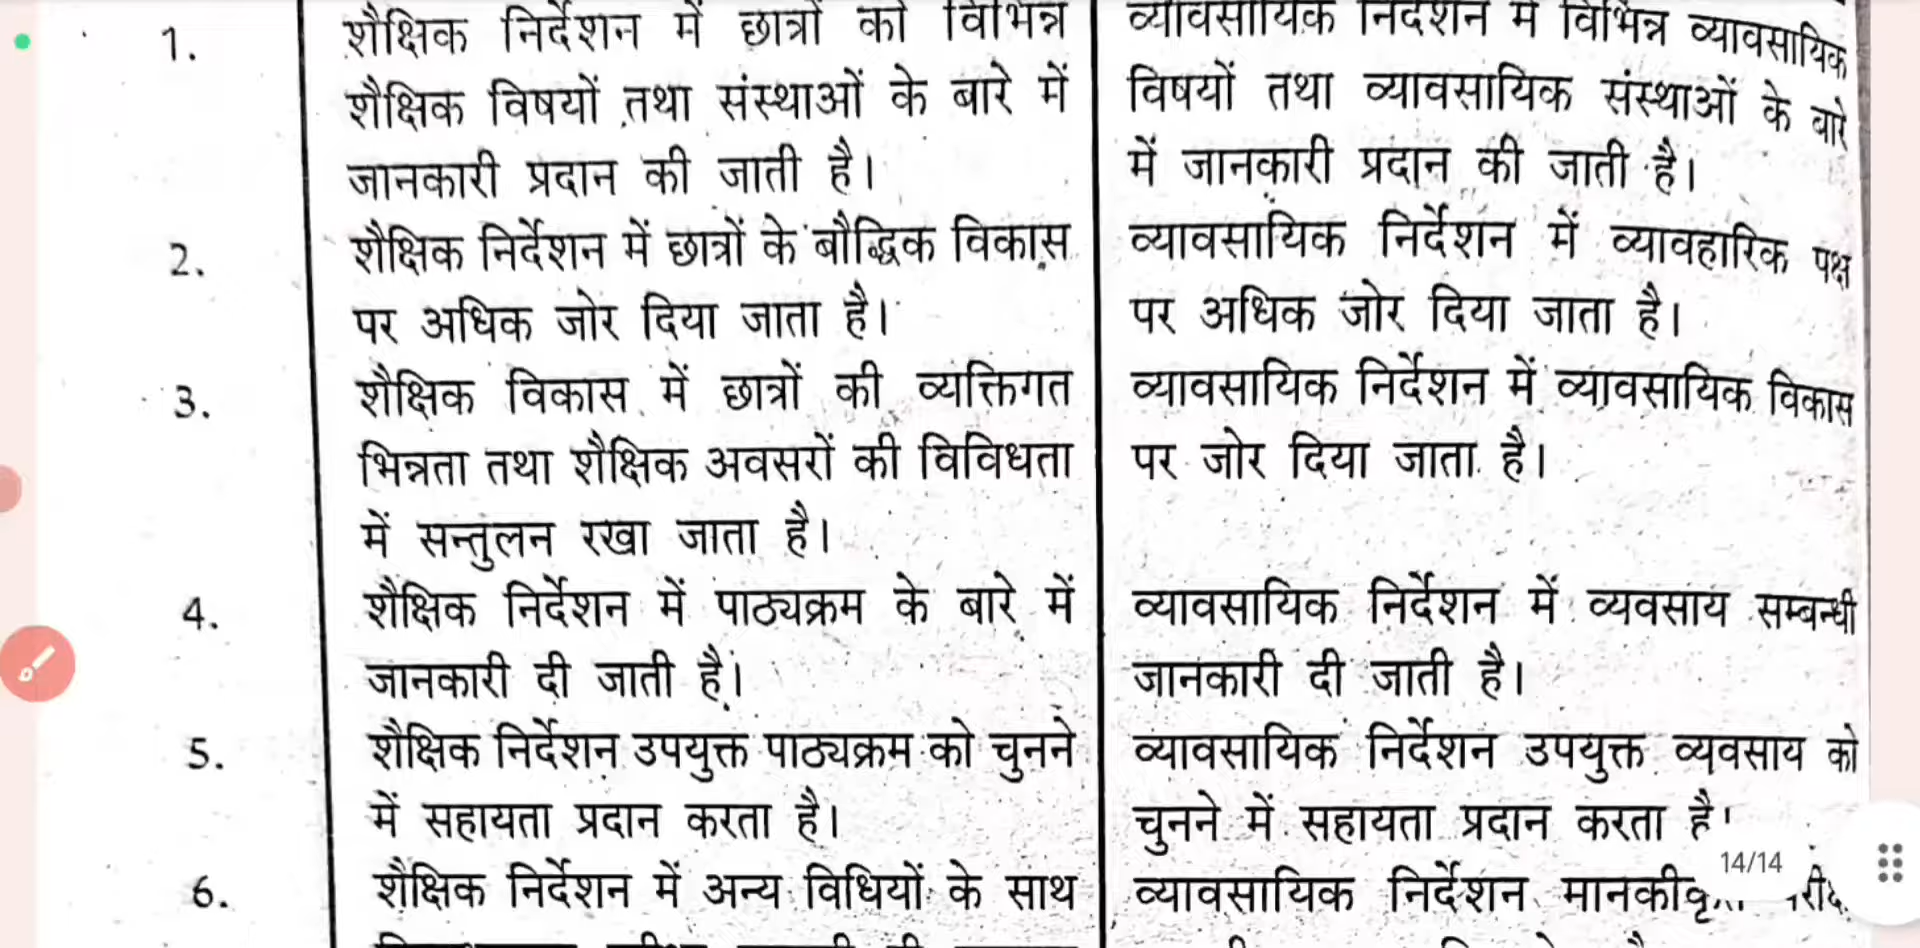 1.
शैक्षिक निर्देशन में छात्रों को विभिन्न
शैक्षिक विषयों तथा संस्थाओं के बारे में
जानकारी प्रदान की जाती है।
व्यावसायिक निर्देशन में विभिन्न व्यावसायिक
विषयों तथा व्यावसायिक संस्थाओं के बारे
में जानकारी प्रदान की जाती है।
2.
शैक्षिक निर्देशन में छात्रों के बौद्धिक विकास
पर अधिक जोर दिया जाता है।
व्यावसायिक निर्देशन में व्यावहारिक पक्ष
पर अधिक जोर दिया जाता है।
3.
शैक्षिक विकास में छात्रों की व्यक्तिगत
भिन्नता तथा शैक्षिक अवसरों की विविधता
में सन्तुलन रखा जाता है।
व्यावसायिक निर्देशन में व्यावसायिक विकास
पर जोर दिया जाता है।
4.
शैक्षिक निर्देशन में पाठ्यक्रम के बारे में
जानकारी दी जाती है।
व्यावसायिक निर्देशन में व्यवसाय सम्बन्धी
जानकारी दी जाती है।
5.
शैक्षिक निर्देशन उपयुक्त पाठ्यक्रम को चुनने
में सहायता प्रदान करता है।
व्यावसायिक निर्देशन उपयुक्त व्यवसाय को
चुनने में सहायता प्रदान करता है।
14/14
6.
शैक्षिक निर्देशन में अन्य विधियों के साथ
व्यावसायिक निर्देशन